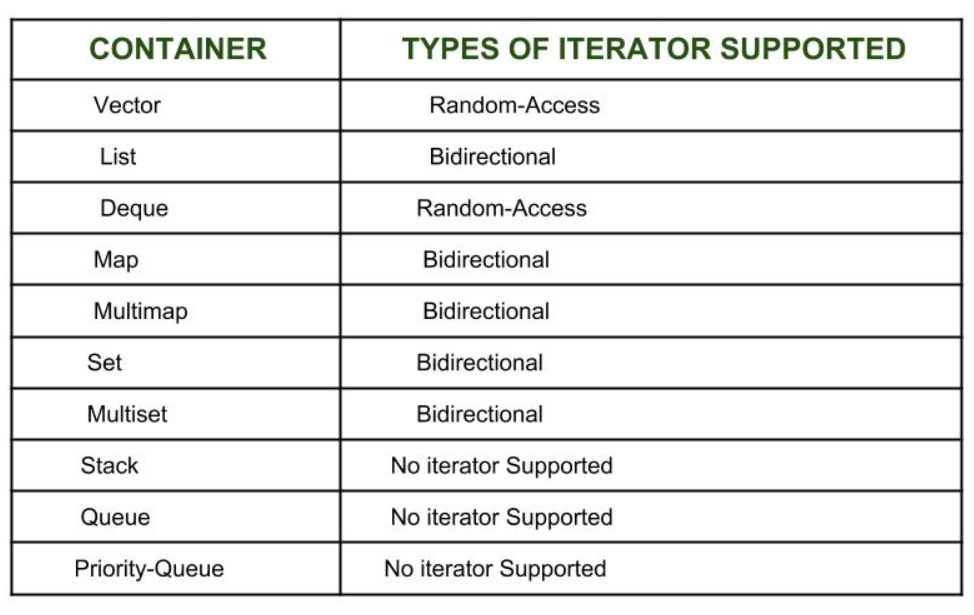 CONTAINER TYPES OF ITERATOR SUPPORTED
Vector Random-Access
List Bidirectional
Deque Random-Access
Map Bidirectional
Multimap Bidirectional
Set Bidirectional
Multiset Bidirectional
Stack No iterator Supported
Queue No iterator Supported
Priority-Queue No iterator Supported